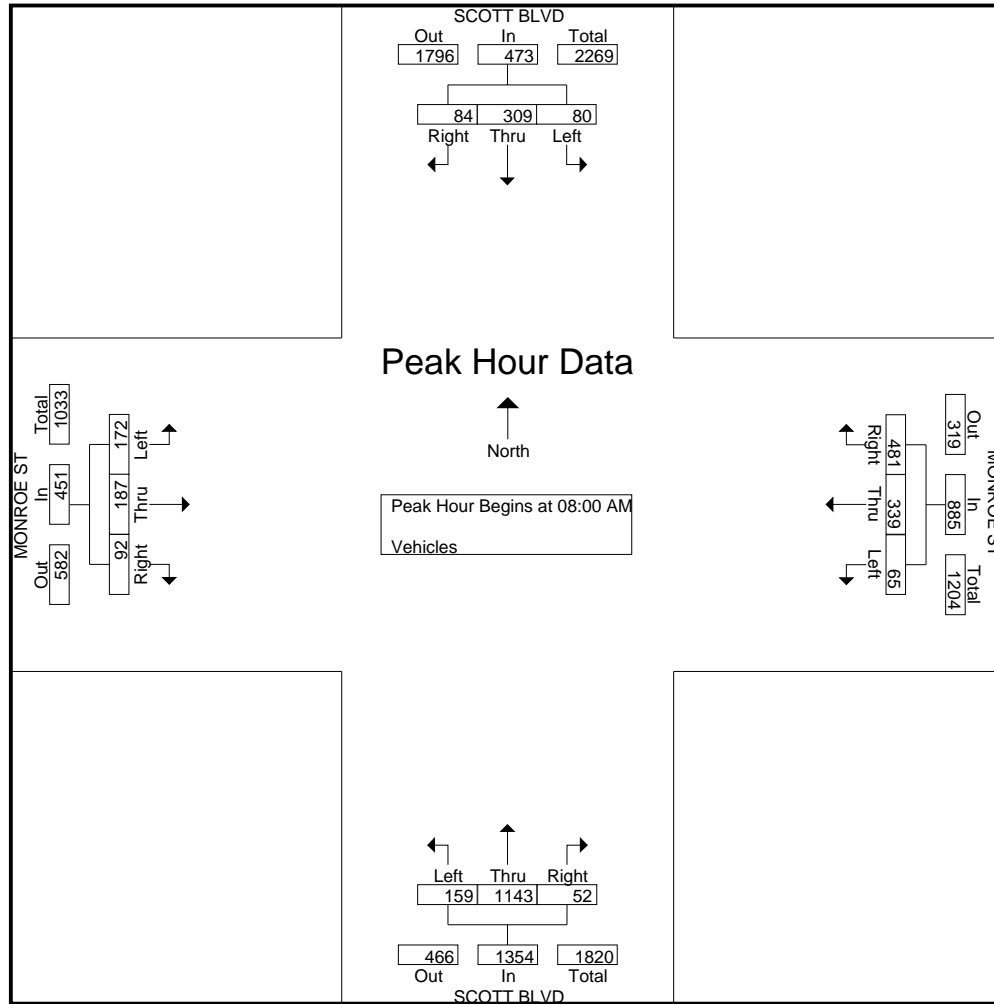 SCOTT BLVD
Out In Total
1796 473 2269
84 309 80
Right Thru Left
Peak Hour Data
North
Peak Hour Begins at 08:00 AM
Vehicles
MONROE ST
Total In Out
1033 451 582
172 187 92
Left Thru Right
MONROE ST
Out In Total
319 885 1204
481 339 65
Right Thru Left
Left Thru Right
159 1143 52
466 1354 1820
Out In Total
SCOTT BLVD